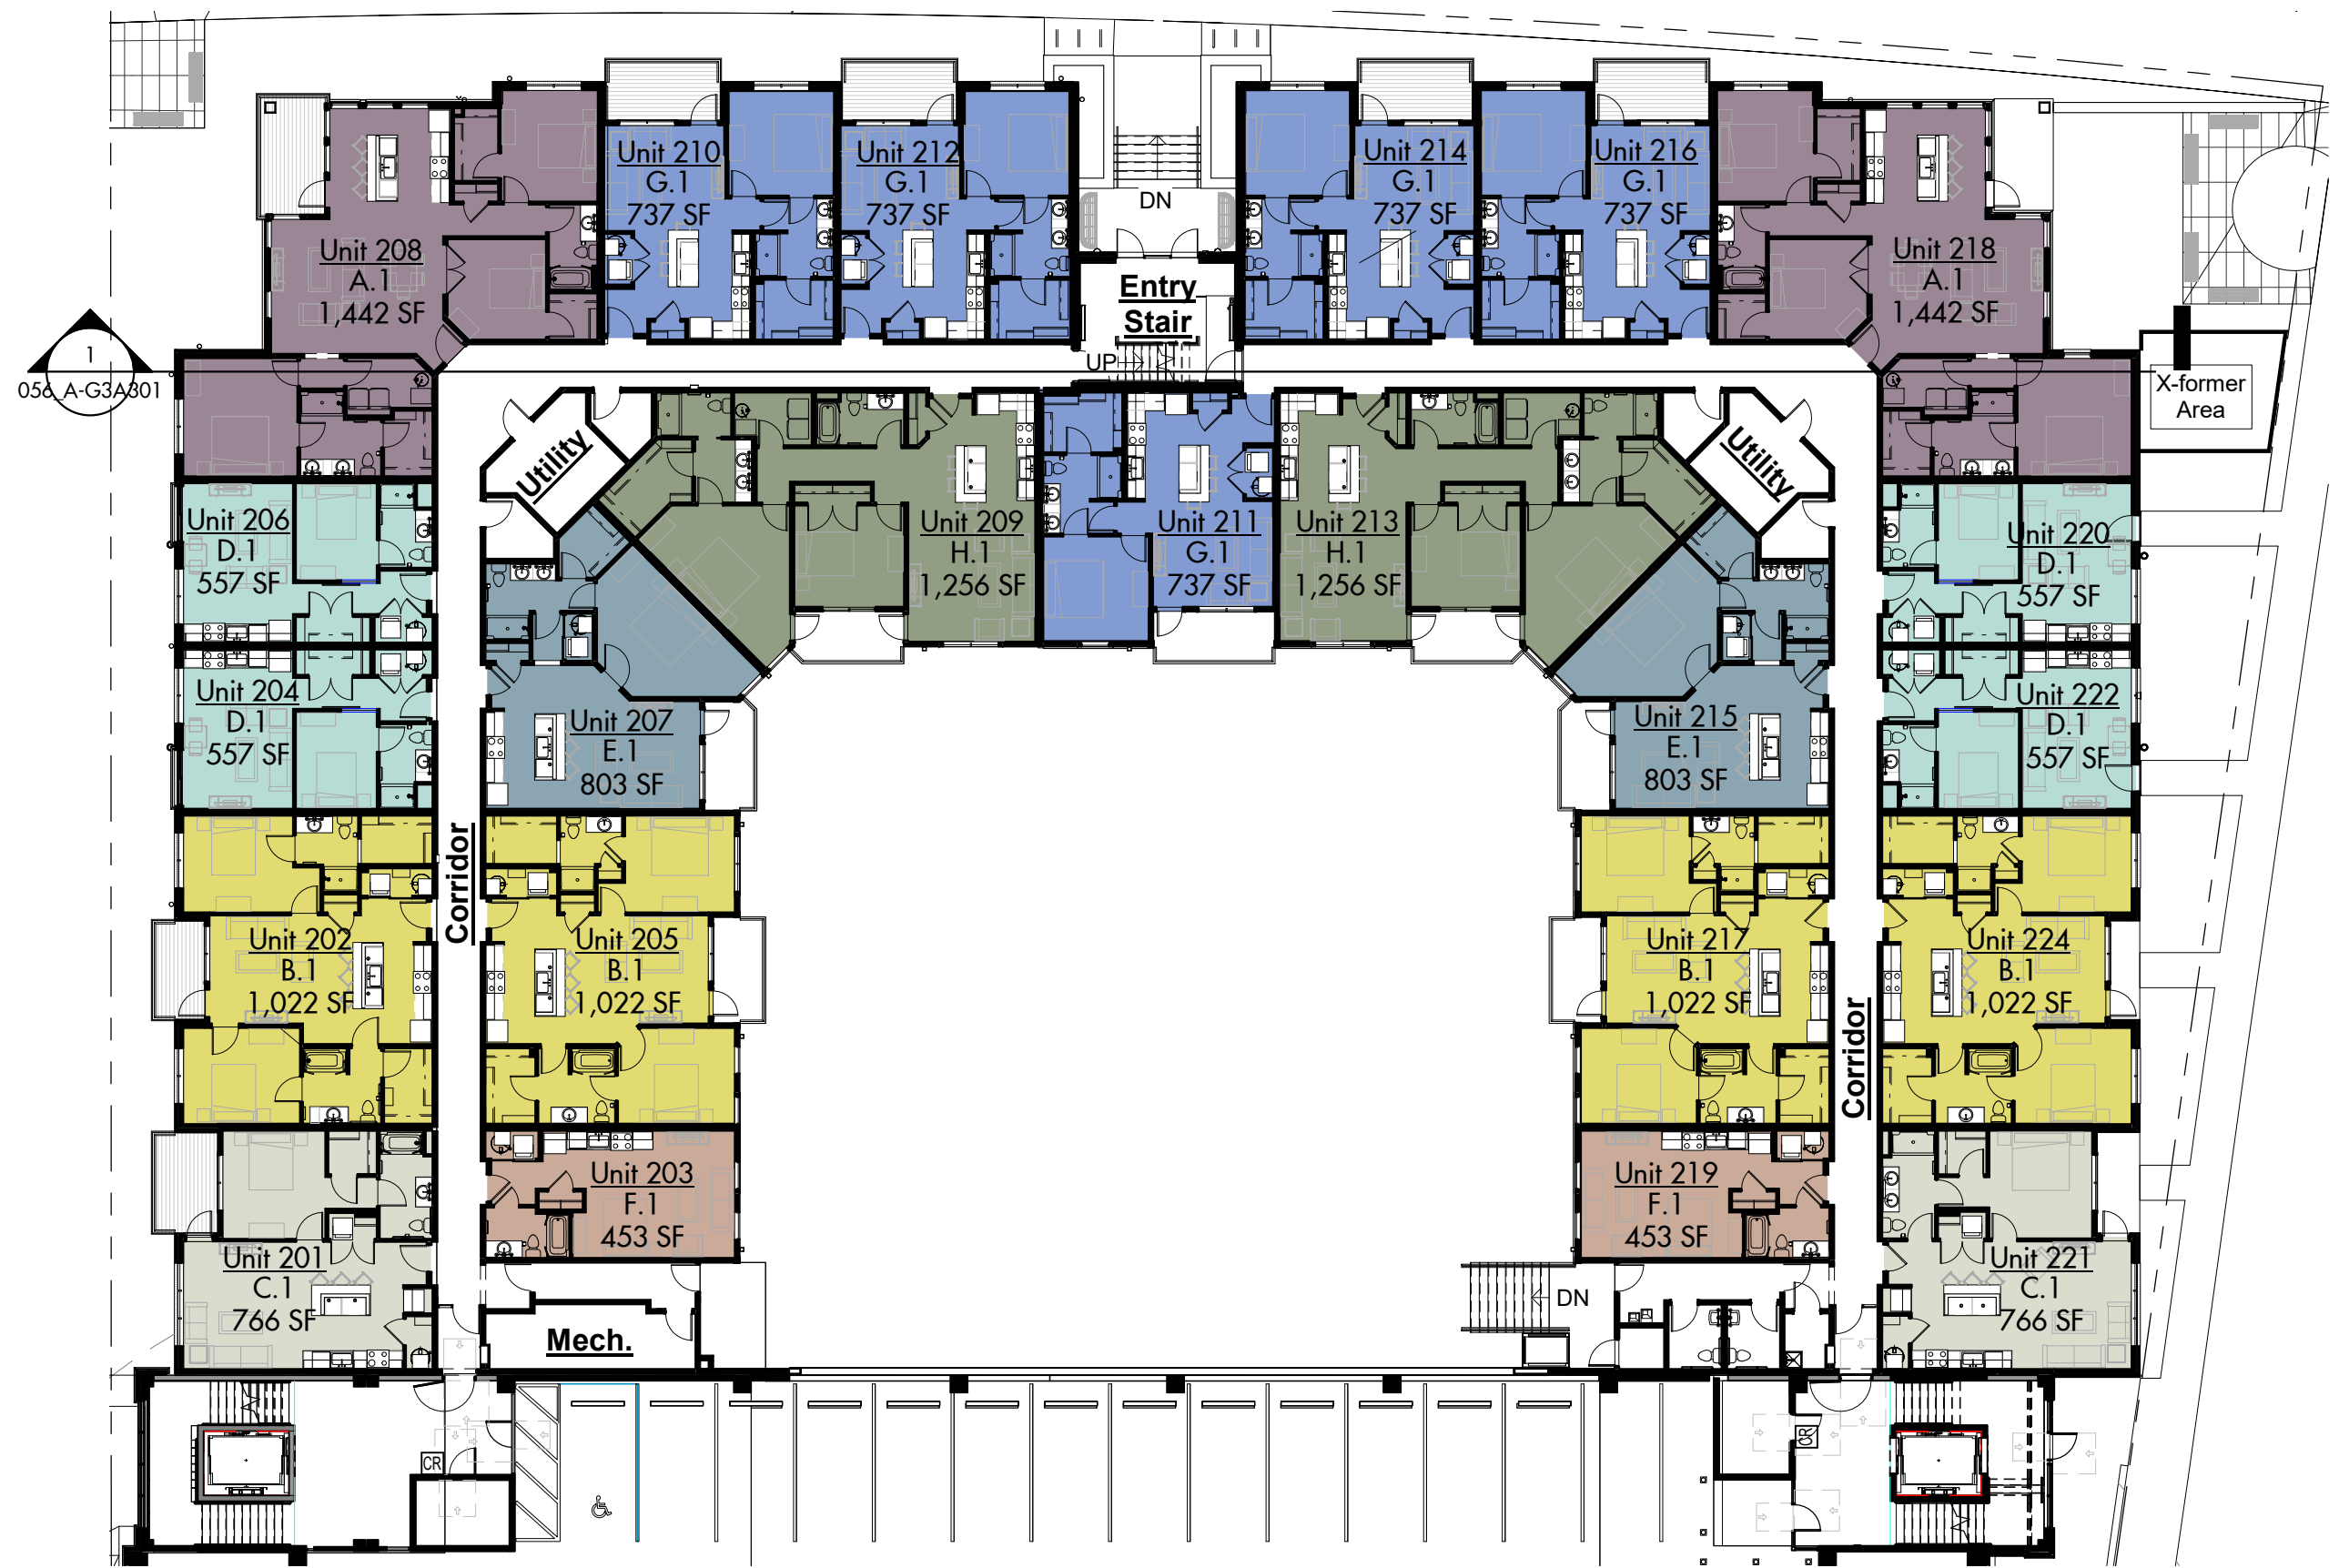 Unit 210
G.1
737 SF
Unit 212
G.1
737 SF
Unit 214
G.1
737 SF
Unit 216
G.1
737 SF
DN
Unit 208
A.1
1,442 SF
Unit 218
A.1
1,442 SF
Entry
Stair
UP
1
056_A-G3A301
X-former
Area
Utility
Utility
Unit 206
D.1
557 SF
Unit 209
H.1
1,256 SF
Unit 211
G.1
737 SF
Unit 213
H.1
1,256 SF
Unit 220
D.1
557 SF
Unit 204
D.1
557 SF
Unit 207
E.1
803 SF
Unit 215
E.1
803 SF
Unit 222
D.1
557 SF
Corridor
Unit 202
B.1
1,022 SF
Unit 205
B.1
1,022 SF
Unit 217
B.1
1,022 SF
Unit 224
B.1
1,022 SF
Corridor
Unit 203
F.1
453 SF
Unit 219
F.1
453 SF
Unit 201
C.1
766 SF
Unit 221
C.1
766 SF
DN
Mech.
CR
CR